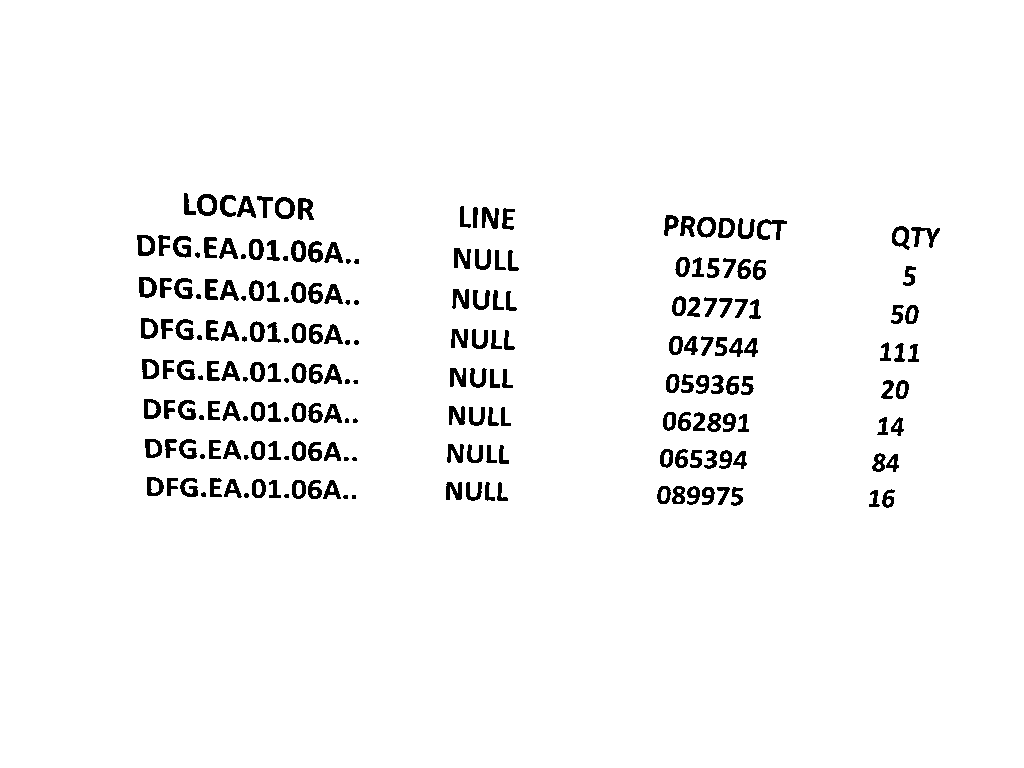 LOCATOR LINE PRODUCT QTY
DFG.EA.01.06A.. NULL 015766 5
DFG.EA.01.06A.. NULL 027771 50
DFG.EA.01.06A.. NULL 047544 111
DFG.EA.01.06A.. NULL 059365 20
DFG.EA.01.06A.. NULL 062891 14
DFG.EA.01.06A.. NULL 065394 84
DFG.EA.01.06A.. NULL 089975 16